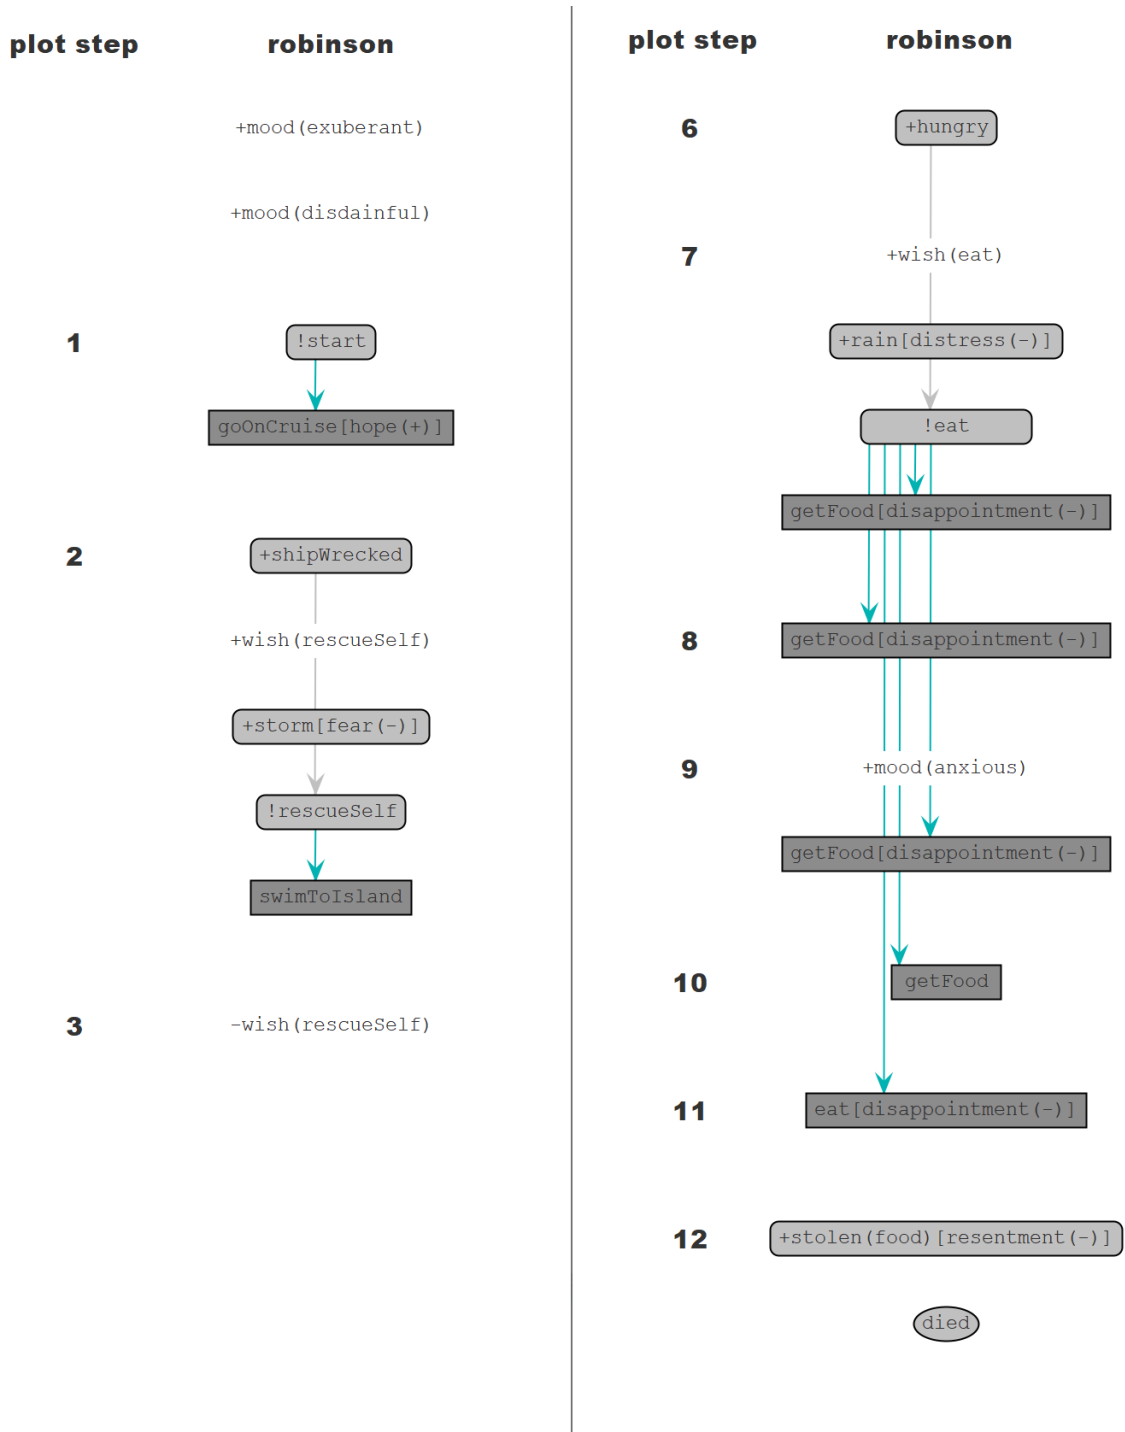 plot step robinson
+mood(exuberant)
+mood(disdainful)
1 !start
goOnCruise[hope(+)]
2 +shipWrecked
+wish(rescueSelf)
+storm[fear(-)]
!rescueSelf
swimToIsland
3 -wish(rescueSelf)
plot step robinson
6 +hungry
7 +wish(eat)
+rain[distress(-)]
!eat
getFood[disappointment(-)]
8 getFood[disappointment(-)]
9 +mood(anxious)
getFood[disappointment(-)]
10 getFood
11 eat[disappointment(-)]
12 +stolen(food)[resentment(-)]
died